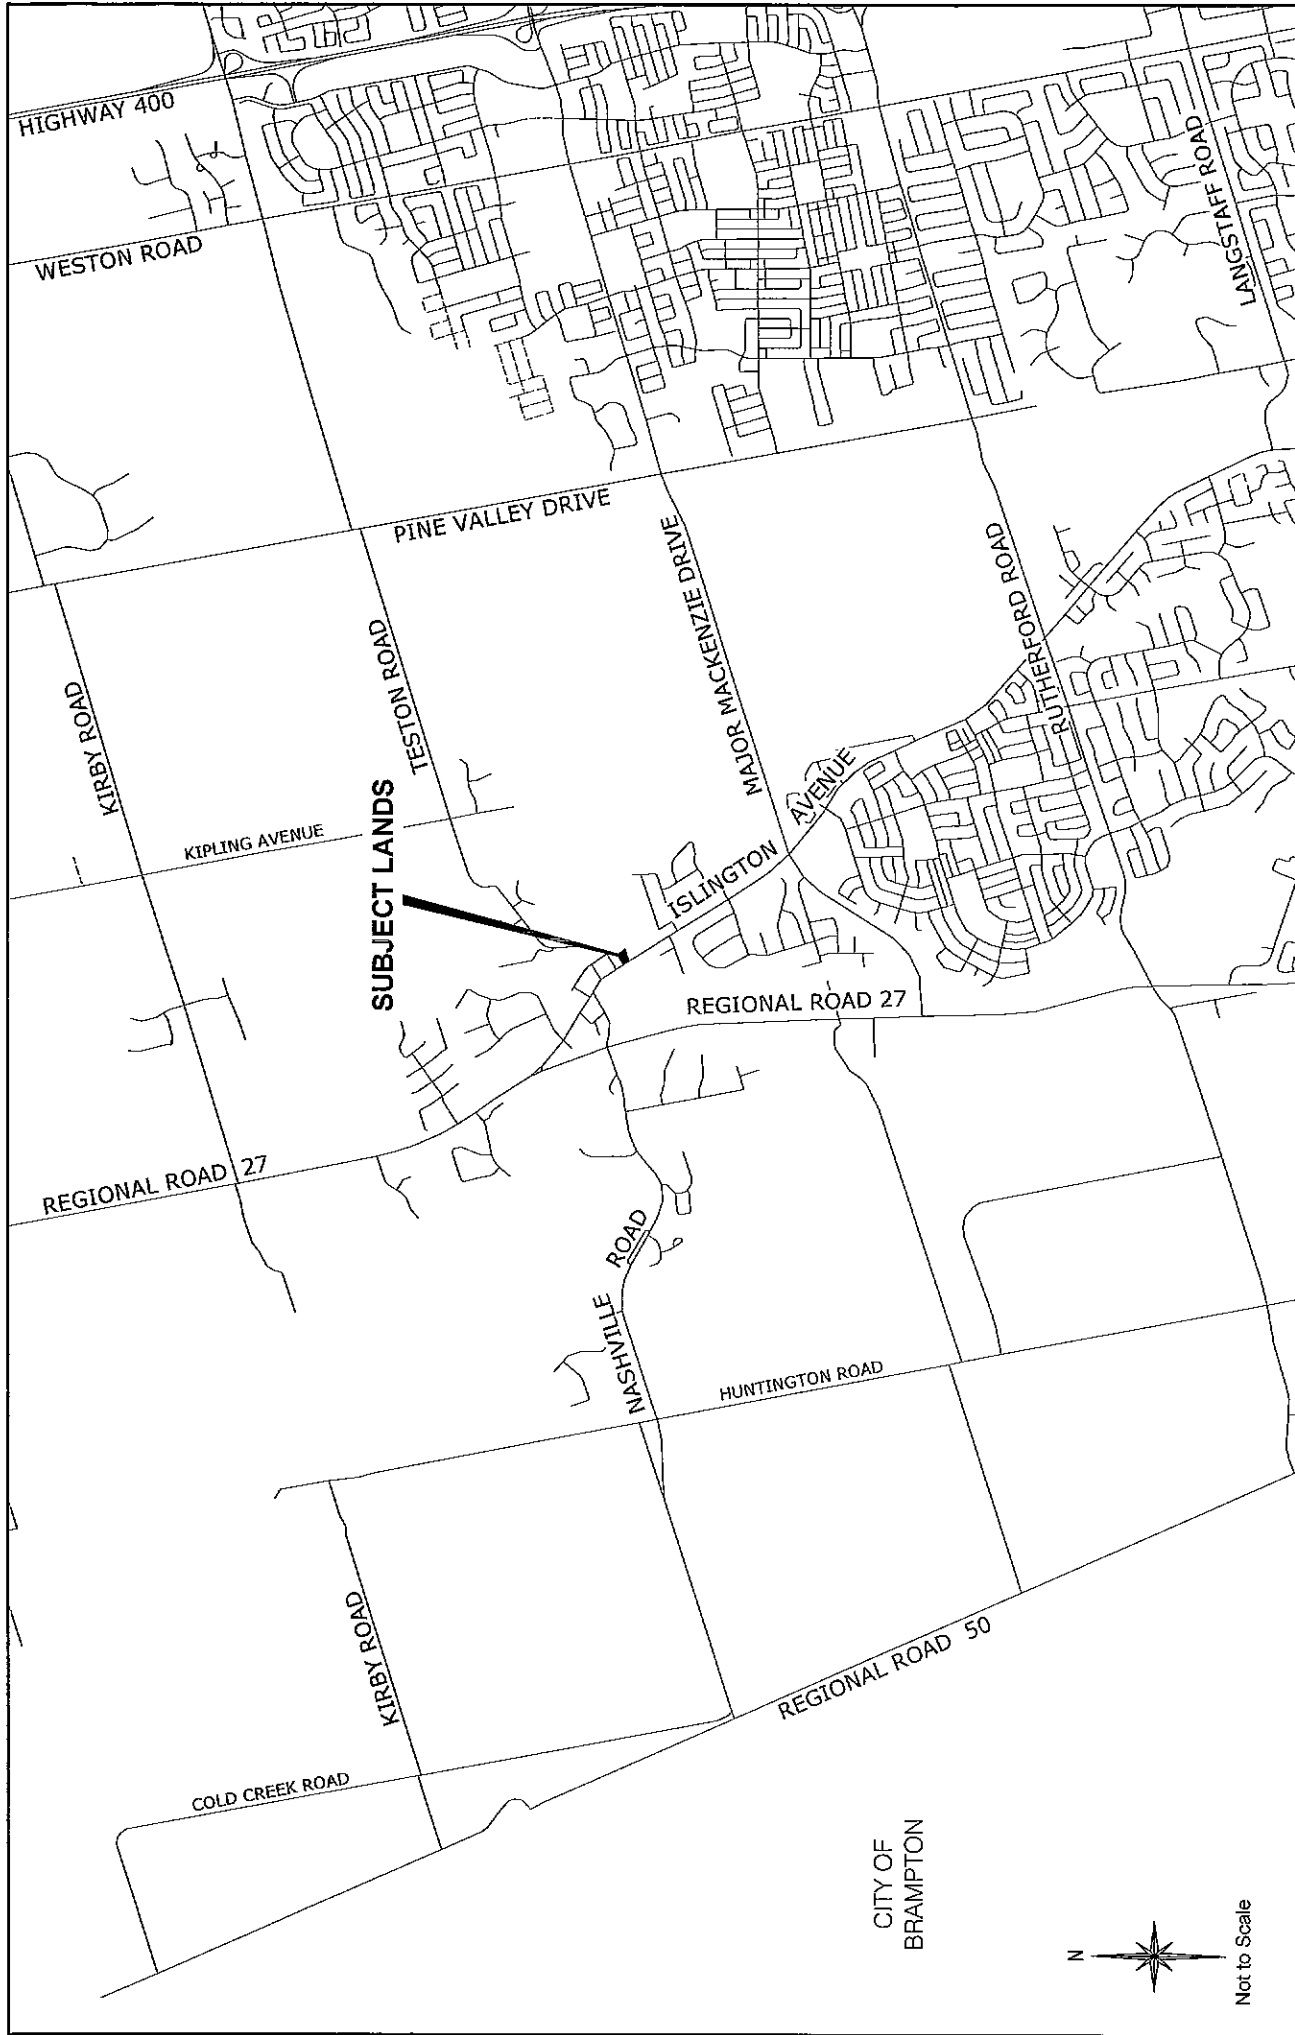 HIGHWAY 400
WESTON ROAD
LANGSTAFF ROAD
PINE VALLEY DRIVE
KIRBY ROAD
TESTON ROAD
MAJOR MACKENZIE DRIVE
RUTHERFORD ROAD
KIPLING AVENUE
SUBJECT LANDS
ISLINGTON
AVENUE
REGIONAL ROAD 27
REGIONAL ROAD 27
NASHVILLE
ROAD
HUNTINGTON ROAD
KIRBY ROAD
REGIONAL ROAD 50
COLD CREEK ROAD
CITY OF
BRAMPTON
N
Not to Scale